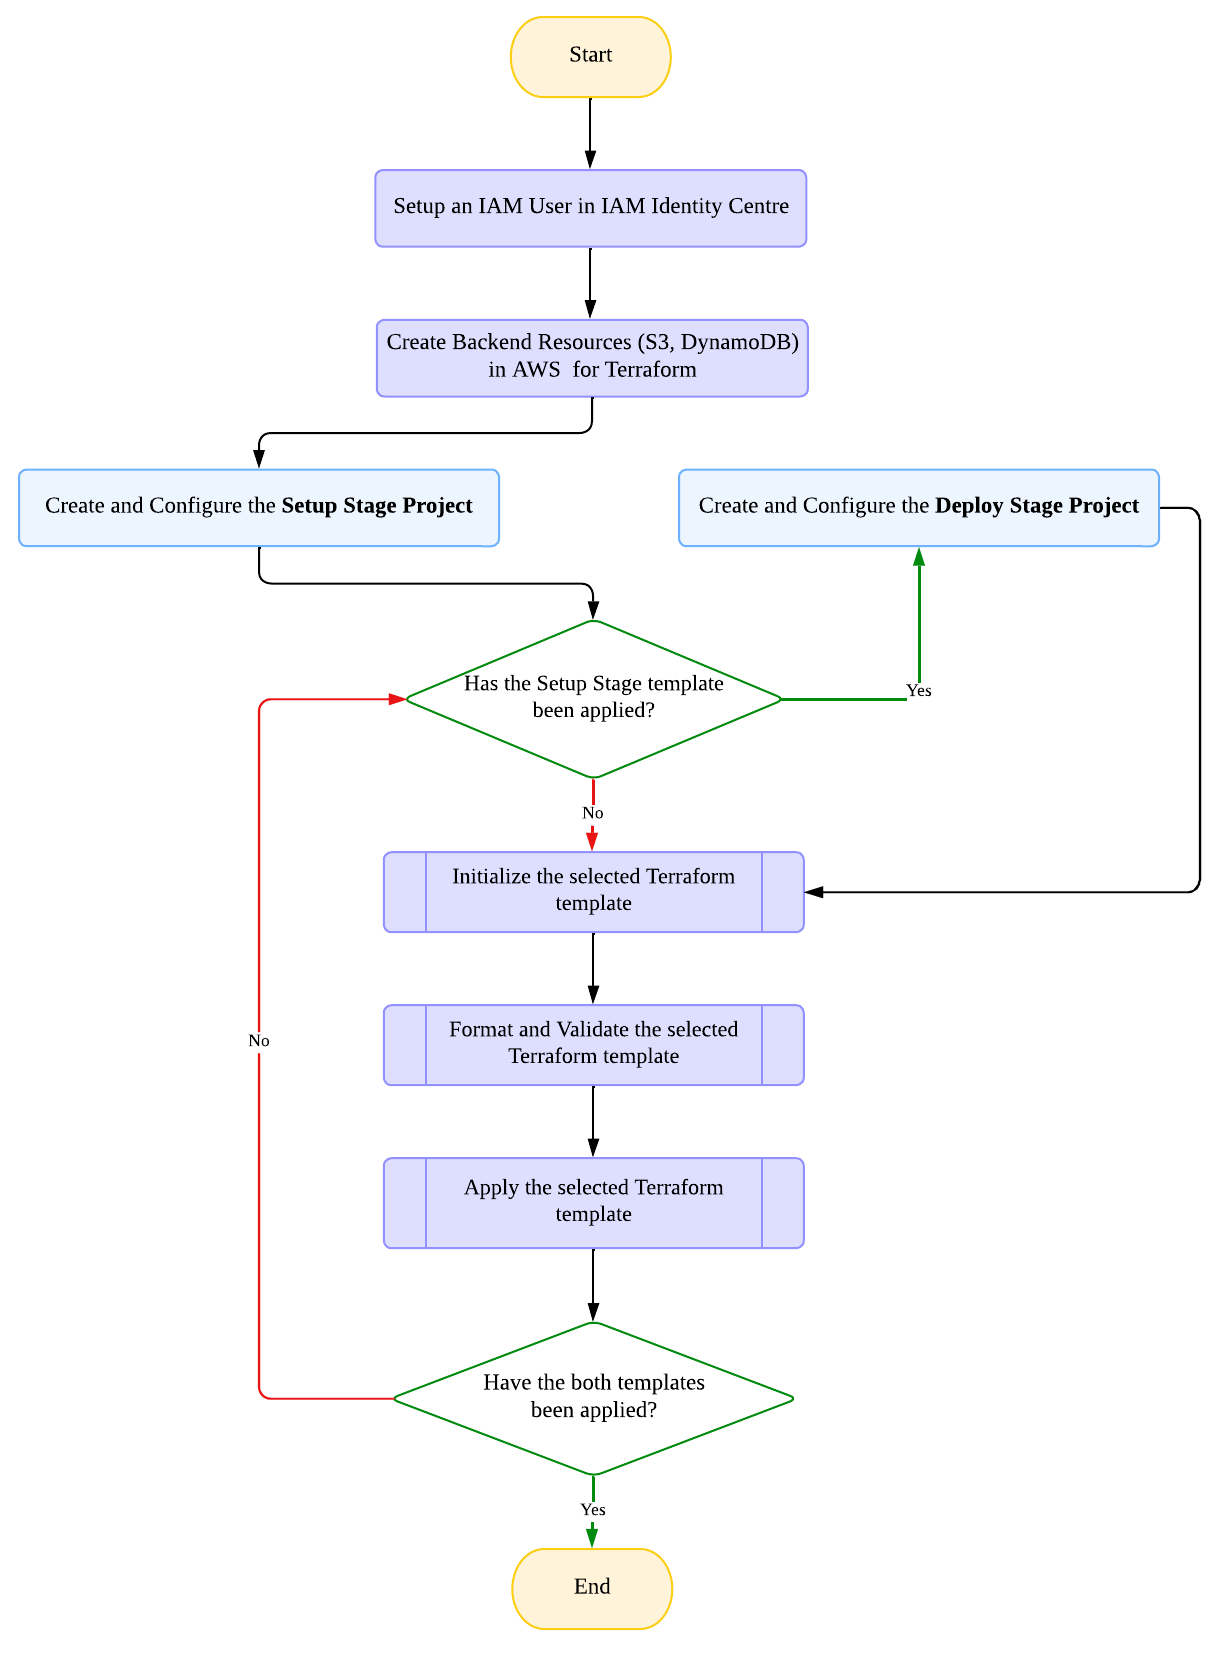 Start
Setup an IAM User in IAM Identity Centre
Create Backend Resources (S3, DynamoDB)
in AWS  for Terraform
Create and Configure the Setup Stage Project
Create and Configure the Deploy Stage Project
Has the Setup Stage template
been applied?
Yes
No
Initialize the selected Terraform
template
Format and Validate the selected
Terraform template
No
Apply the selected Terraform
template
Have the both templates
been applied?
Yes
End